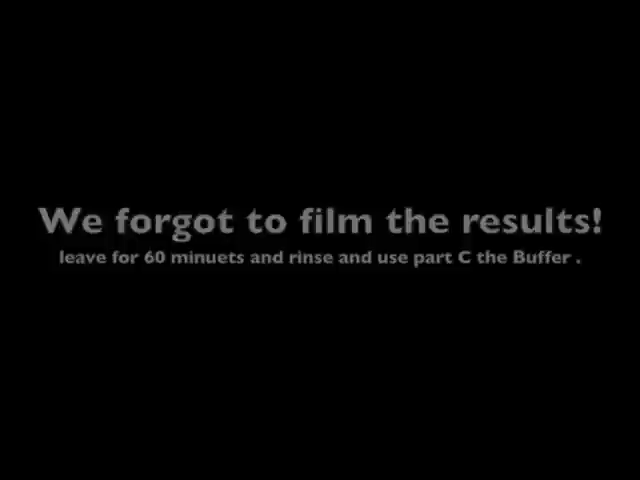 We forgot to film the results!
leave for 60 minuets and rinse and use part C the Buffer .